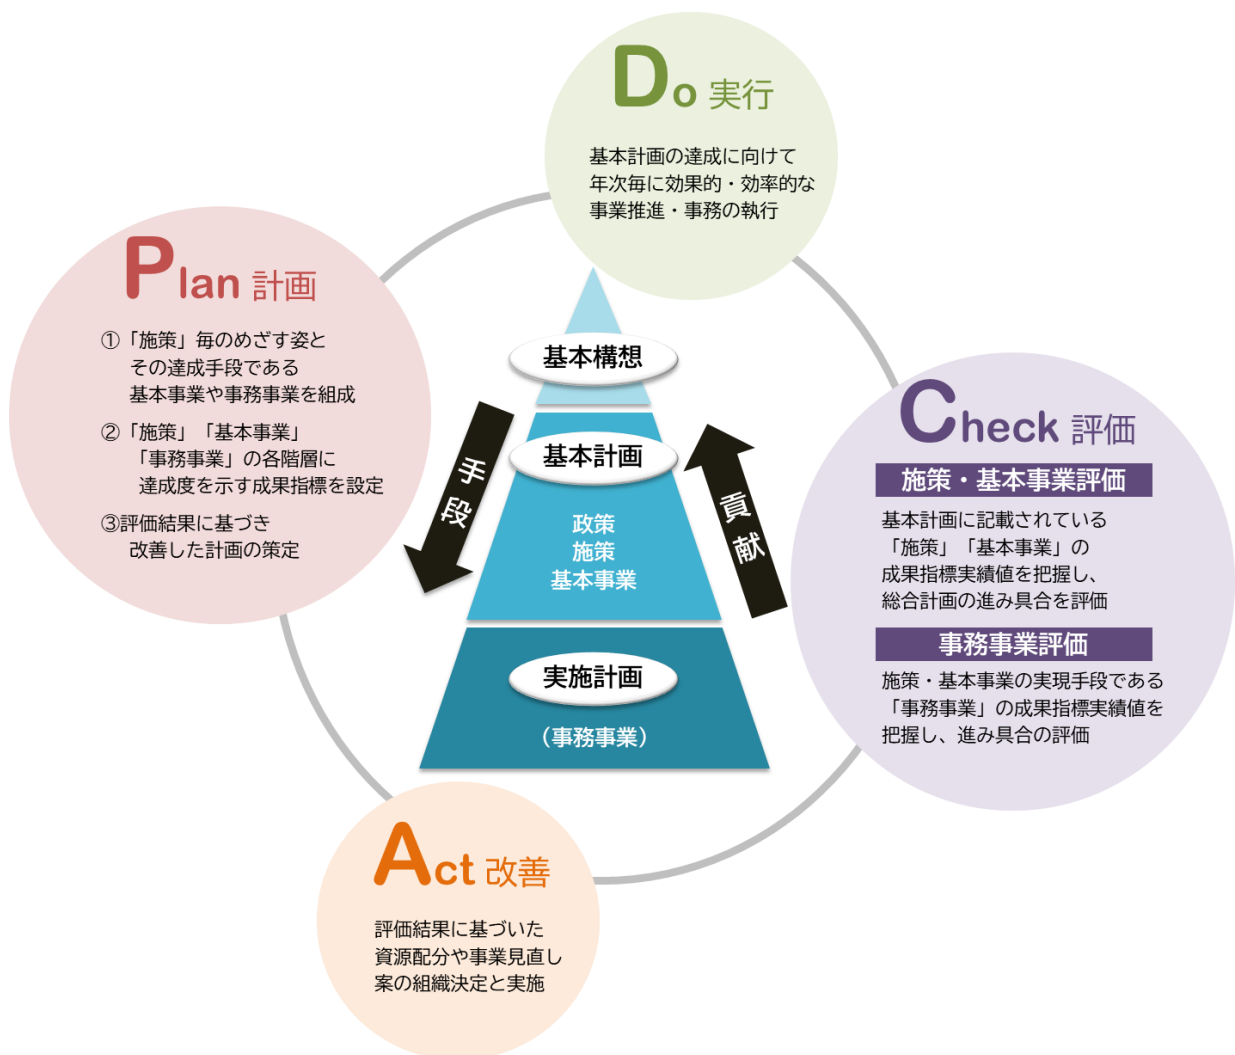 Do 実行
基本計画の達成に向けて
年次毎に効果的・効率的な
事業推進・事務の執行
Plan 計画
①「施策」毎のめざす姿と
その達成手段である
基本事業や事務事業を組成
②「施策」「基本事業」
「事務事業」の各階層に
達成度を示す成果指標を設定
③評価結果に基づき
改善した計画の策定
基本構想
基本計画
政策
施策
基本事業
実施計画
（事務事業）
手段
貢献
Check 評価
施策・基本事業評価
基本計画に記載されている
「施策」「基本事業」の
成果指標実績値を把握し、
総合計画の進み具合を評価
事務事業評価
施策・基本事業の実現手段である
「事務事業」の成果指標実績値を
把握し、進み具合の評価
Act 改善
評価結果に基づいた
資源配分や事業見直し
案の組織決定と実施